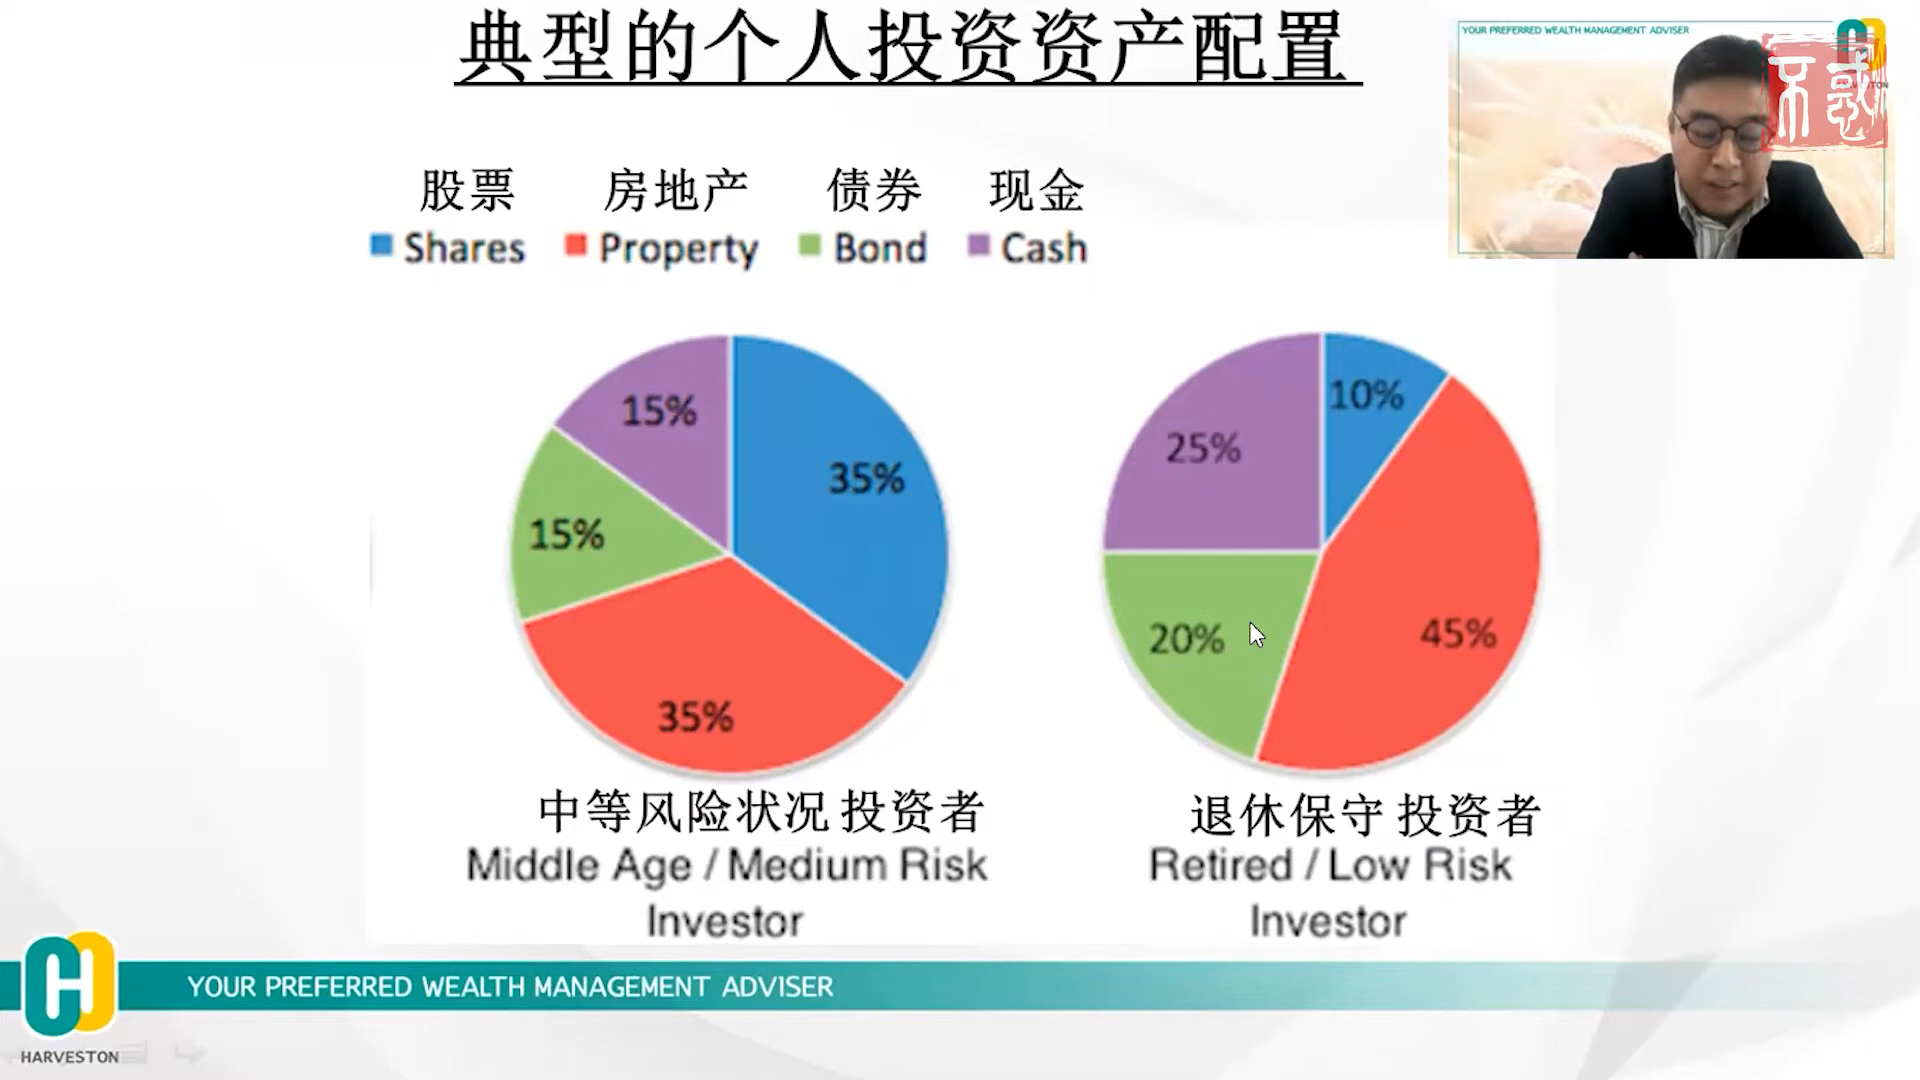 典型的个人投资资产配置
YOUR PREFERRED WEALTH MANAGEMENT ADVISER
不惑
股票 房地产 债券 现金
Shares Property Bond Cash
15%
35%
15%
35%
10%
25%
20%
45%
中等风险状况 投资者
Middle Age / Medium Risk
Investor
退休保守 投资者
Retired / Low Risk
Investor
YOUR PREFERRED WEALTH MANAGEMENT ADVISER
HARVESTON